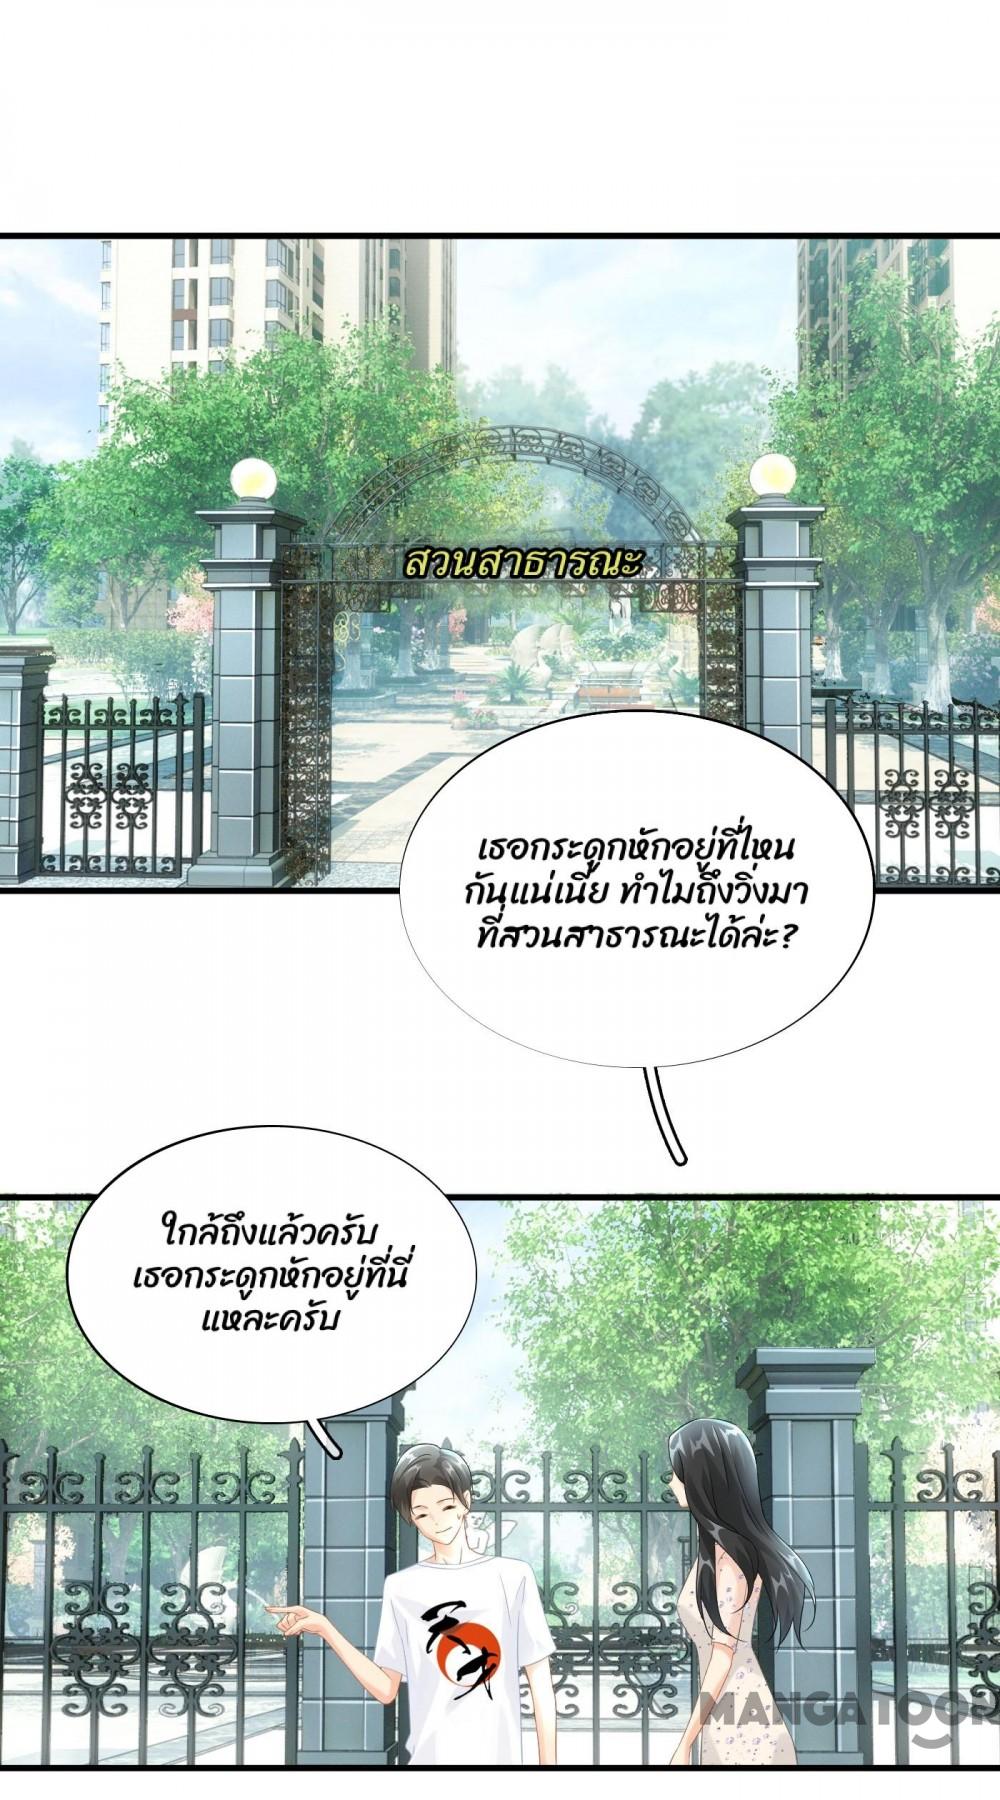 สวนสาธารณะ
เธอกระดูกหักอยู่ที่ไหน
กันแน่เนี่ย ทำไมถึงวิ่งมา
ที่สวนสาธารณะได้ล่ะ?
ใกล้ถึงแล้วครับ
เธอกระดูกหักอยู่ที่นี่
แหละครับ
天才
MANGATOON